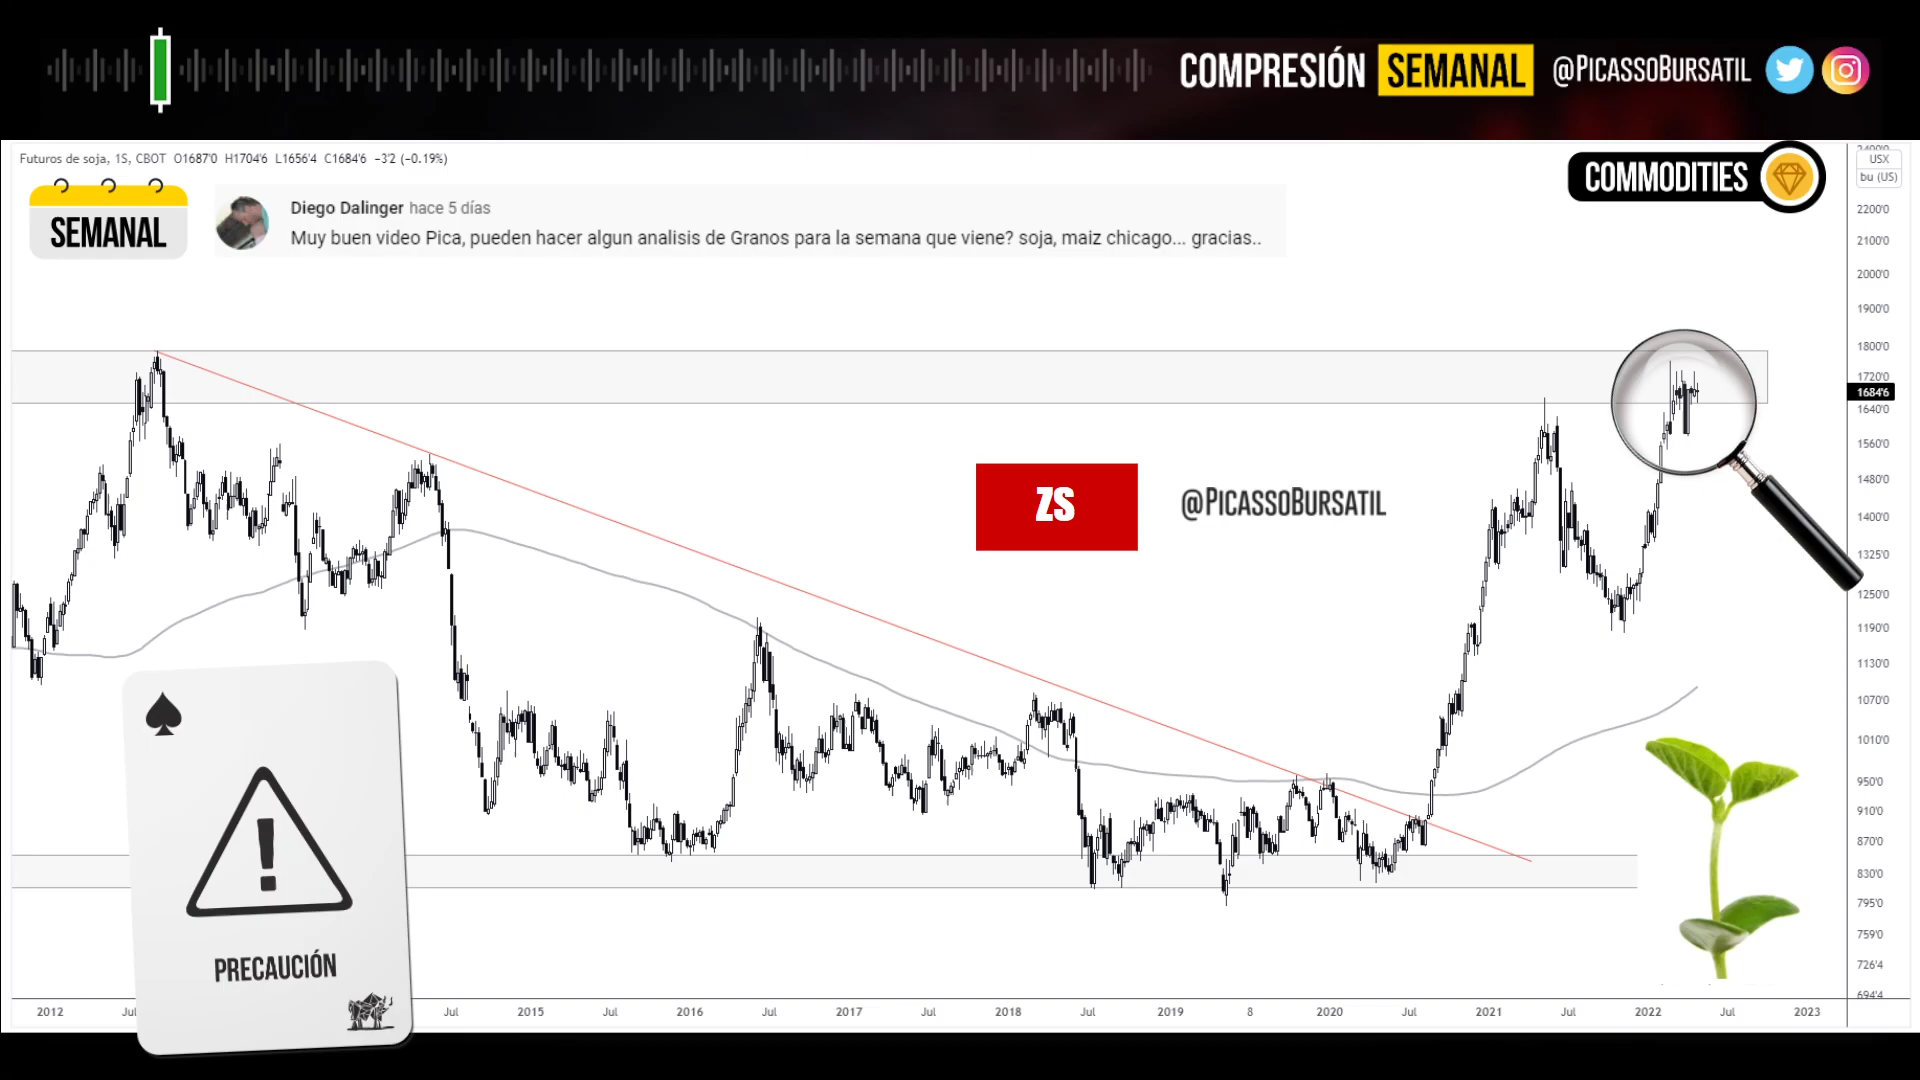 COMPRESIÓN SEMANAL @PICASSOBURSATIL
Futuros de soja, 1S, CBOT O1687'0 H1704'6 L1656'4 C1684'6 −3'2 (−0.19%)
SEMANAL
Diego Dalinger hace 5 días
Muy buen video Pica, pueden hacer algun analisis de Granos para la semana que viene? soja, maiz chicago... gracias..
COMMODITIES
USX
bu (US)
2400'0
2200'0
2100'0
2000'0
1900'0
1800'0
1720'0
1684'6
1640'0
1560'0
1480'0
1400'0
1325'0
1250'0
1190'0
1130'0
1070'0
1010'0
950'0
910'0
870'0
830'0
795'0
759'0
726'4
694'4
ZS
@PICASSOBURSATIL
PRECAUCIÓN
2012 Jul Jul 2015 Jul 2016 Jul 2017 Jul 2018 Jul 2019 8 2020 Jul 2021 Jul 2022 Jul 2023